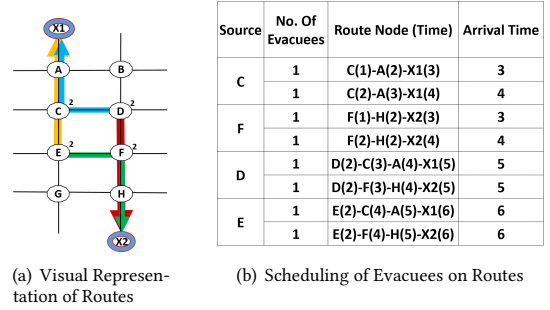 X1
A
B
C
2
D
2
E
2
F
2
G
H
X2
(a) Visual Represen-
tation of Routes
Source
No. Of
Evacuees
Route Node (Time)
Arrival Time
C
1
C(1)-A(2)-X1(3)
3
1
C(2)-A(3)-X1(4)
4
F
1
F(1)-H(2)-X2(3)
3
1
F(2)-H(2)-X2(4)
4
D
1
D(2)-C(3)-A(4)-X1(5)
5
1
D(2)-F(3)-H(4)-X2(5)
5
E
1
E(2)-C(4)-A(5)-X1(6)
6
1
E(2)-F(4)-H(5)-X2(6)
6
(b) Scheduling of Evacuees on Routes